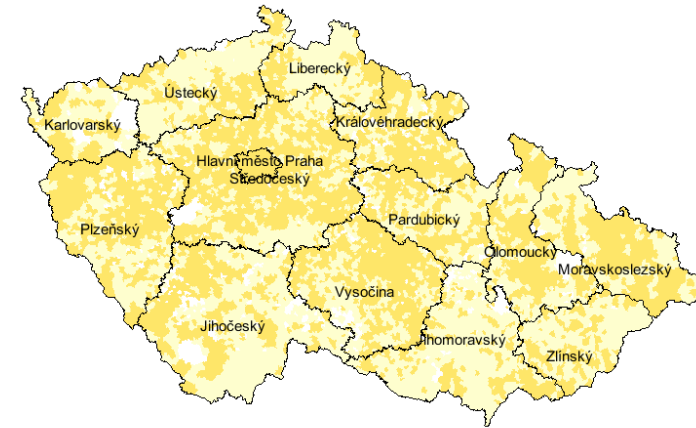 Liberecký
Ústecký
Karlovarský
Královéhradecký
Hlavní město Praha
Středočeský
Pardubický
Plzeňský
Olomoucký
Moravskoslezský
Vysočina
Jihočeský
Jihomoravský
Zlínský